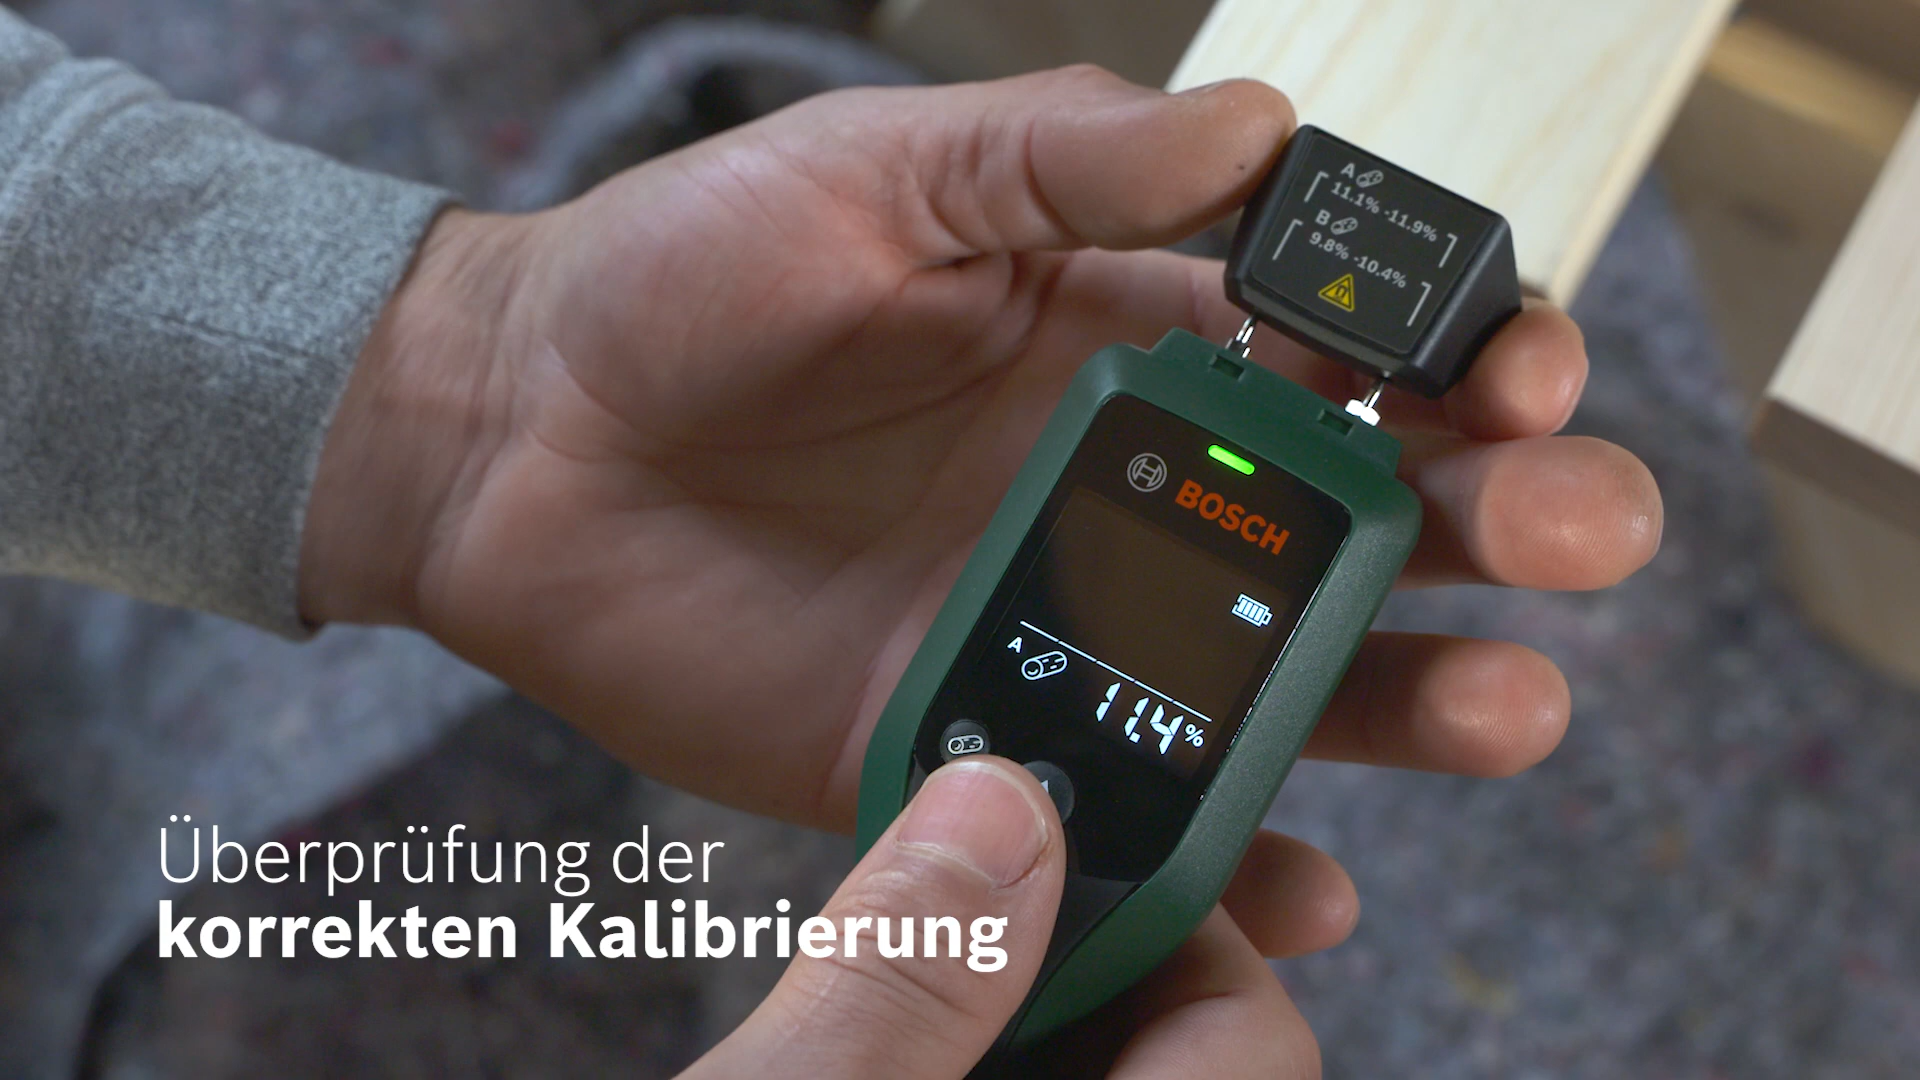 A
11.1% -11.9%
B
9.8% -10.4%
BOSCH
A
11.4%
Überprüfung der
korrekten Kalibrierung